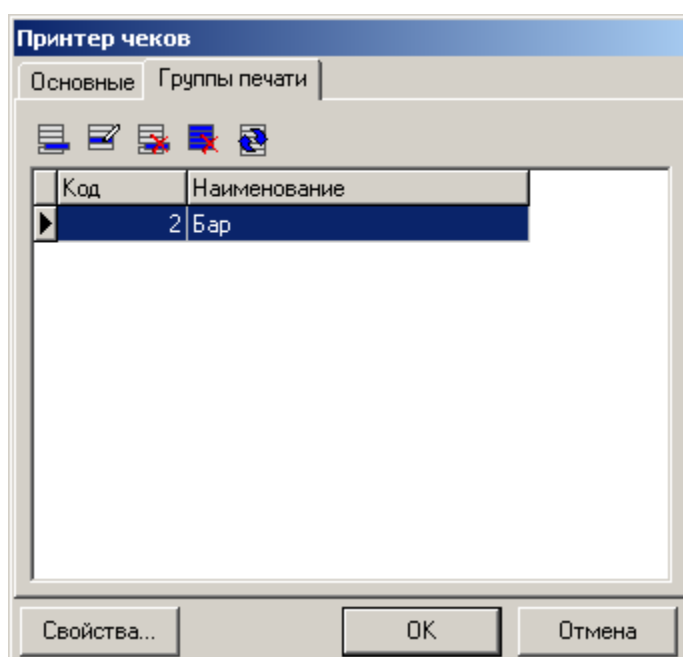 Принтер чеков
Основные Группы печати
Код Наименование
2 Бар
Свойства... OK Отмена